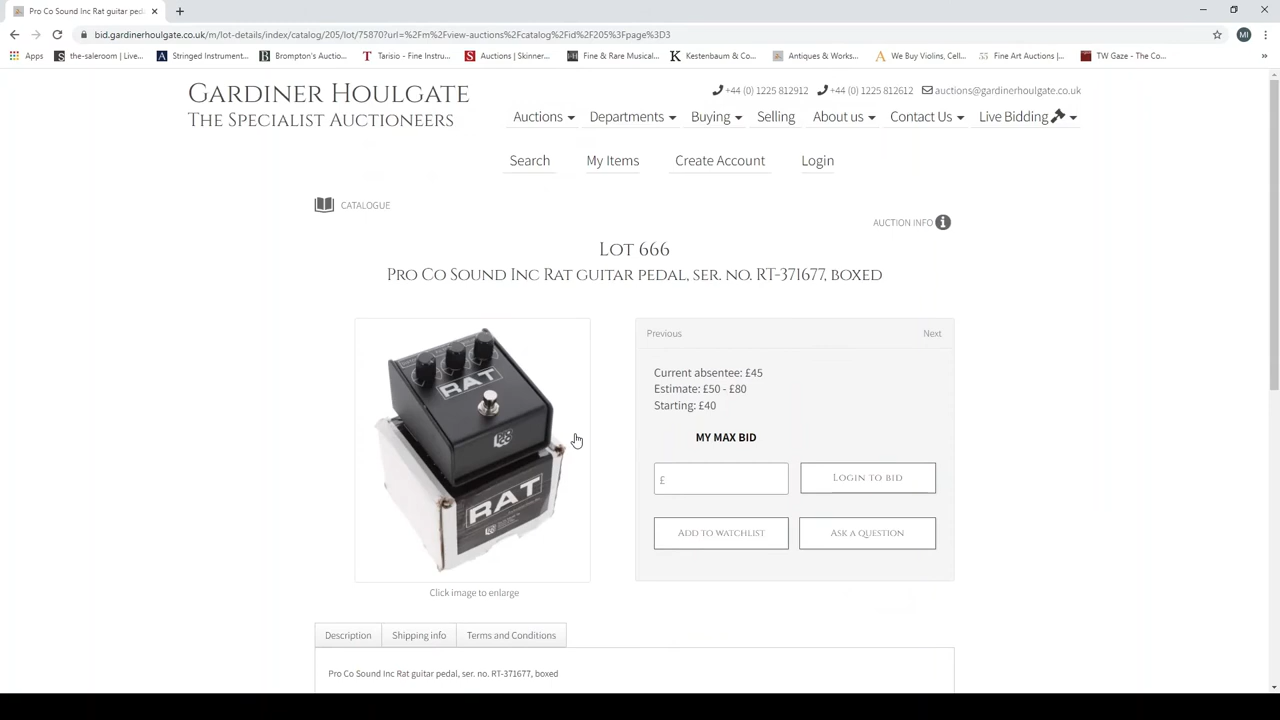 Pro Co Sound Inc Rat guitar ped
bid.gardinerhoulgate.co.uk/m/lot-details/index/catalog/205/lot/75870?url=%2Fm%2Fview-auctions%2Fcatalog%2Fid%2F205%3Fpage%3D3
MI
Apps the-saleroom | Live... Stringed Instrument... Brompton's Auction... Tarisio - Fine Instru... Auctions | Skinner... Fine & Rare Musical... Kestenbaum & Co... Antiques & Works... We Buy Violins, Cell... Fine Art Auctions |... TW Gaze - The Co...
GARDINER HOULGATE
THE SPECIALIST AUCTIONEERS
+44 (0) 1225 812912 +44 (0) 1225 812612 auctions@gardinerhoulgate.co.uk
Auctions Departments Buying Selling About us Contact Us Live Bidding
Search My Items Create Account Login
CATALOGUE
AUCTION INFO
LOT 666
PRO CO SOUND INC RAT GUITAR PEDAL, SER. NO. RT-371677, BOXED
RAT
RAT
Click image to enlarge
Previous Next
Current absentee: £45
Estimate: £50 - £80
Starting: £40
MY MAX BID
£ LOGIN TO BID
ADD TO WATCHLIST ASK A QUESTION
Description Shipping info Terms and Conditions
Pro Co Sound Inc Rat guitar pedal, ser. no. RT-371677, boxed